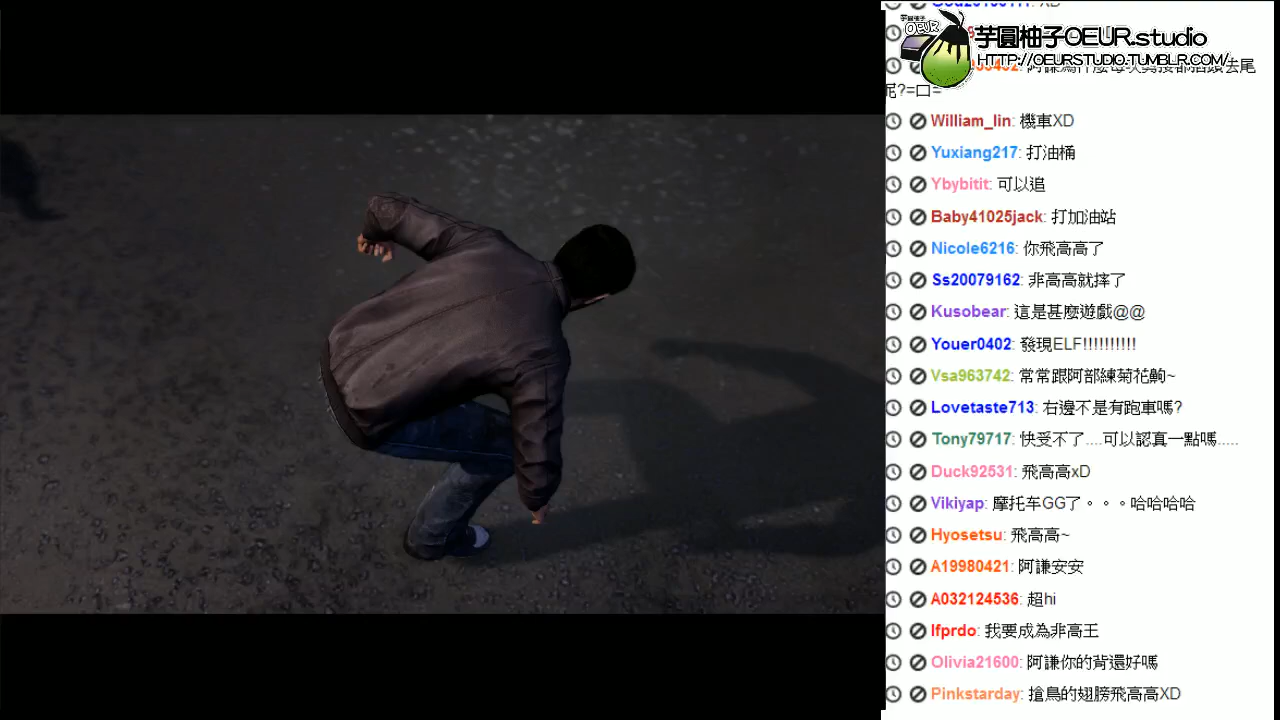 芋圓柚子
OEUR
芋圓柚子OEUR.studio
HTTP://OEURSTUDIO.TUMBLR.COM/
呢?=口=
William_lin: 機車XD
Yuxiang217: 打油桶
Ybybitit: 可以追
Baby41025jack: 打加油站
Nicole6216: 你飛高高了
Ss20079162: 非高高就摔了
Kusobear: 這是甚麼遊戲@@
Youer0402: 發現ELF!!!!!!!!!!
Vsa963742: 常常跟阿部練菊花齁~
Lovetaste713: 右邊不是有跑車嗎?
Tony79717: 快受不了....可以認真一點嗎.....
Duck92531: 飛高高xD
Vikiyap: 摩托车GG了。。。哈哈哈哈
Hyosetsu: 飛高高~
A19980421: 阿謙安安
A032124536: 超hi
Ifprdo: 我要成為非高王
Olivia21600: 阿謙你的背還好嗎
Pinkstarday: 搶鳥的翅膀飛高高XD